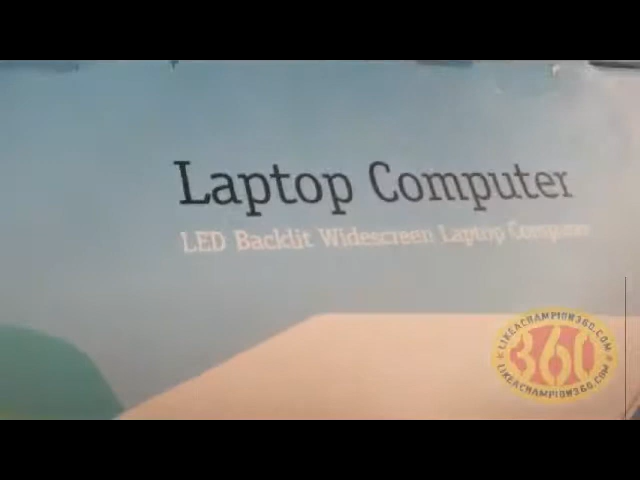 Laptop Computer
LED Backlit Widescreen Laptop Computer
LIKEACHAMPION360.COM
360
LIKEACHAMPION360.COM